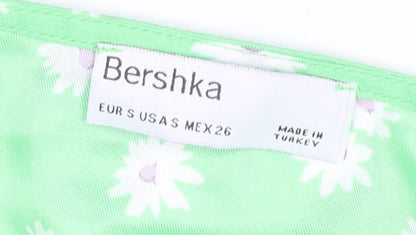 Bershka
EUR S USA S MEX 26
MADE IN
TURKEY